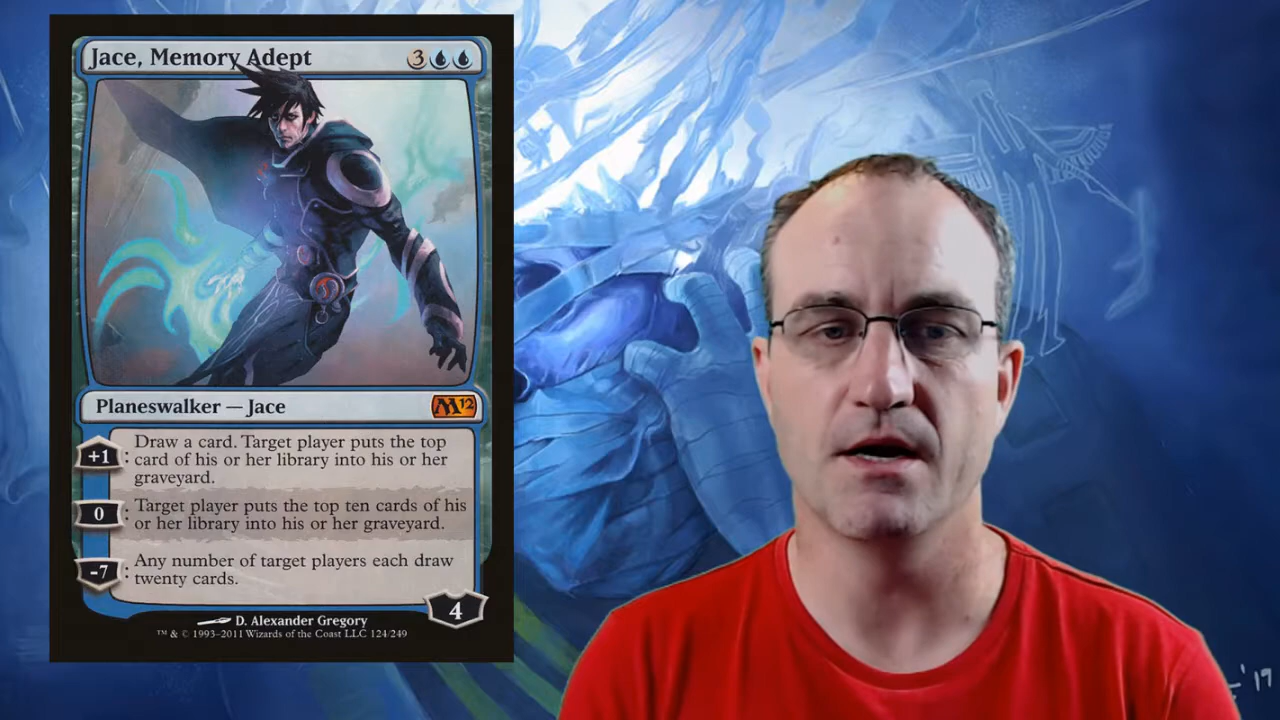 Jace, Memory Adept 3
Planeswalker — Jace M12
+1 : Draw a card. Target player puts the top
card of his or her library into his or her
graveyard.
0 : Target player puts the top ten cards of his
or her library into his or her graveyard.
-7 : Any number of target players each draw
twenty cards.
4
D. Alexander Gregory
™ & © 1993–2011 Wizards of the Coast LLC 124/249
'19